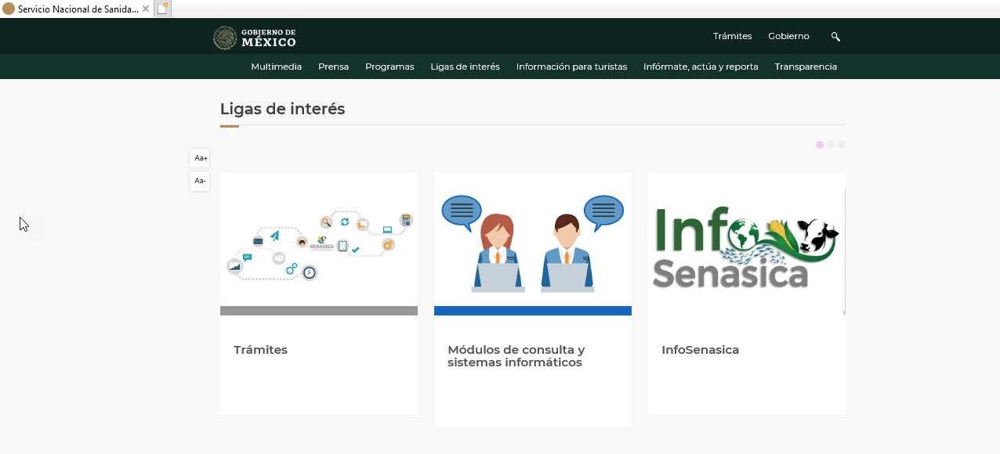 Servicio Nacional de Sanida...
GOBIERNO DE
MÉXICO
Trámites
Gobierno
Multimedia
Prensa
Programas
Ligas de interés
Información para turistas
Infórmate, actúa y reporta
Transparencia
Ligas de interés
Aa+
Aa-
SENASICA
Info
Senasica
Trámites
Módulos de consulta y
sistemas informáticos
InfoSenasica